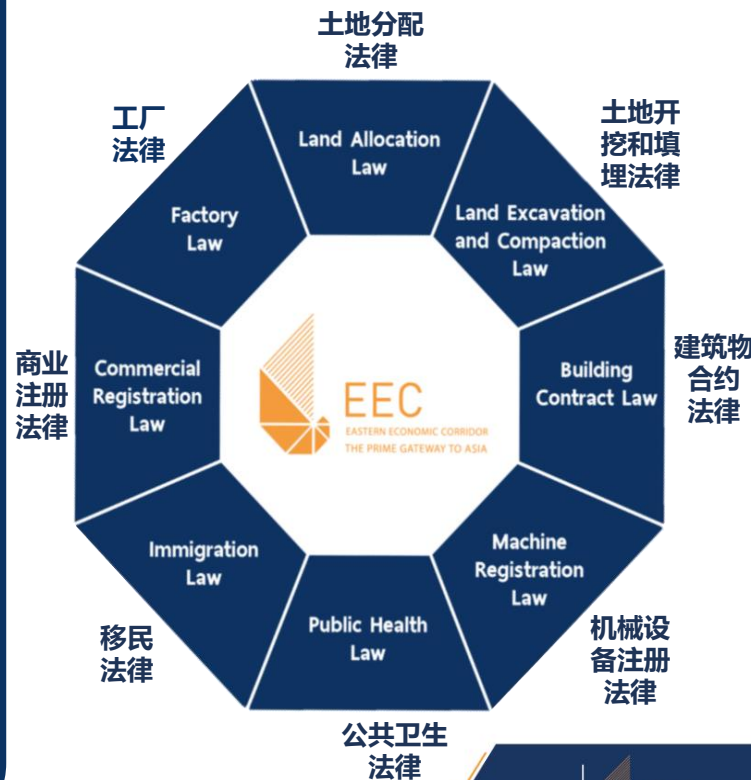 土地分配
法律
Land Allocation
Law
土地开
挖和填
埋法律
Land Excavation
and Compaction
Law
建筑物
合约
法律
Building
Contract Law
机械设
备注册
法律
Machine
Registration
Law
公共卫生
法律
Public Health
Law
移民
法律
Immigration
Law
商业
注册
法律
Commercial
Registration
Law
工厂
法律
Factory
Law
EEC
EASTERN ECONOMIC CORRIDOR
THE PRIME GATEWAY TO ASIA